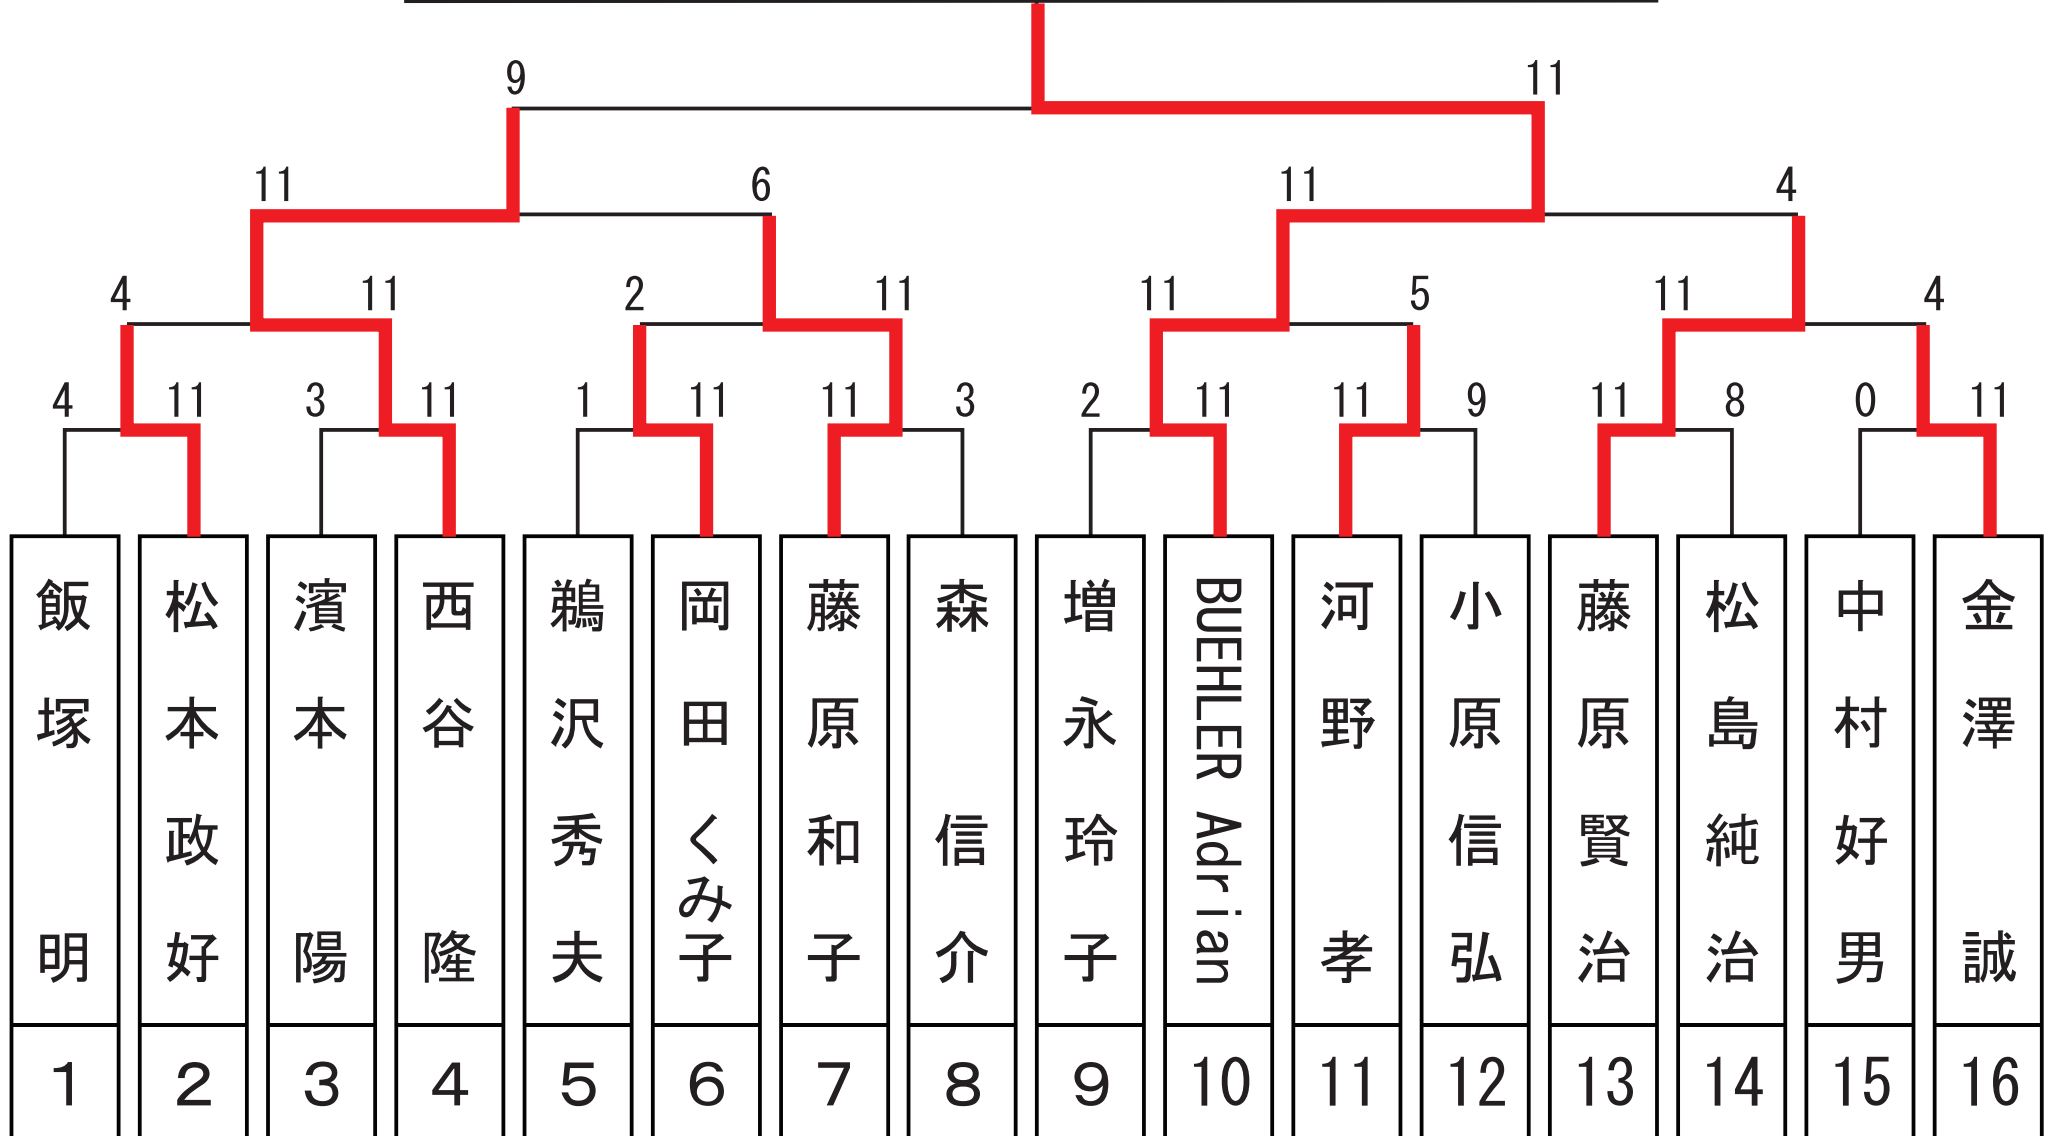 9 11
11 6 11 4
4 11 2 11 11 5 11 4
4 11 3 11 1 11 11 3 2 11 11 9 11 8 0 11
飯塚 明
松本政好
濱本 陽
西谷 隆
鵜沢秀夫
岡田くみ子
藤原和子
森 信介
増永玲子
BUEHLER Adrian
河野 孝
小原信弘
藤原賢治
松島純治
中村好男
金澤 誠
1 2 3 4 5 6 7 8 9 10 11 12 13 14 15 16